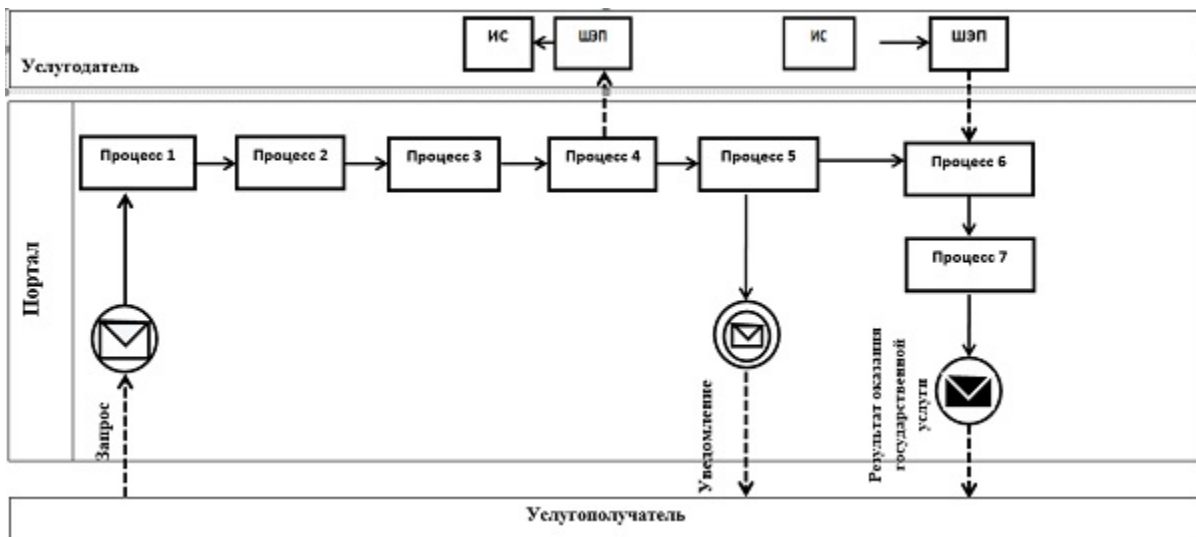 ИС
ШЭП
ИС
ШЭП
Услугодатель
Процесс 1
Процесс 2
Процесс 3
Процесс 4
Процесс 5
Процесс 6
Процесс 7
Портал
Запрос
Уведомление
Результат оказания
государственной
услуги
Услугополучатель